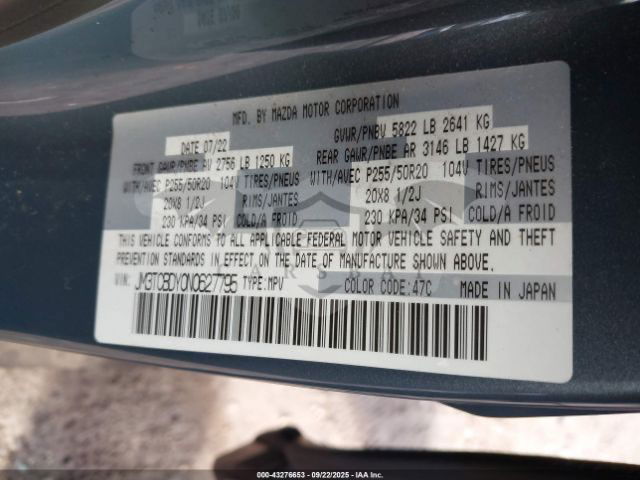 MFD. BY MAZDA MOTOR CORPORATION
DATE 07/22 GVWR/PNBV 5822 LB 2641 KG
FRONT GAWR/PNBE AV 2756 LB 1250 KG REAR GAWR/PNBE AR 3146 LB 1427 KG
WITH/AVEC P255/50R20 104V TIRES/PNEUS WITH/AVEC P255/50R20 104V TIRES/PNEUS
20X8 1/2J RIMS/JANTES 20X8 1/2J RIMS/JANTES
230 KPA/34 PSI COLD/A FROID 230 KPA/34 PSI COLD/A FROID
THIS VEHICLE CONFORMS TO ALL APPLICABLE FEDERAL MOTOR VEHICLE SAFETY AND THEFT
PREVENTION STANDARDS IN EFFECT ON THE DATE OF MANUFACTURE SHOWN ABOVE.
VIN: JM3TCBDY0N0627795 TYPE:MPV COLOR CODE:47C MADE IN JAPAN
00-43276653 - 09/22/2025 - IAAI.COM